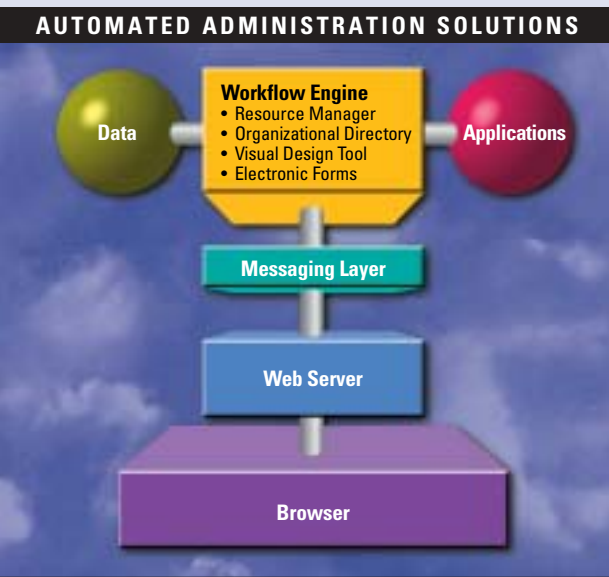 AUTOMATED ADMINISTRATION SOLUTIONS
Data
Workflow Engine
• Resource Manager
• Organizational Directory
• Visual Design Tool
• Electronic Forms
Applications
Messaging Layer
Web Server
Browser